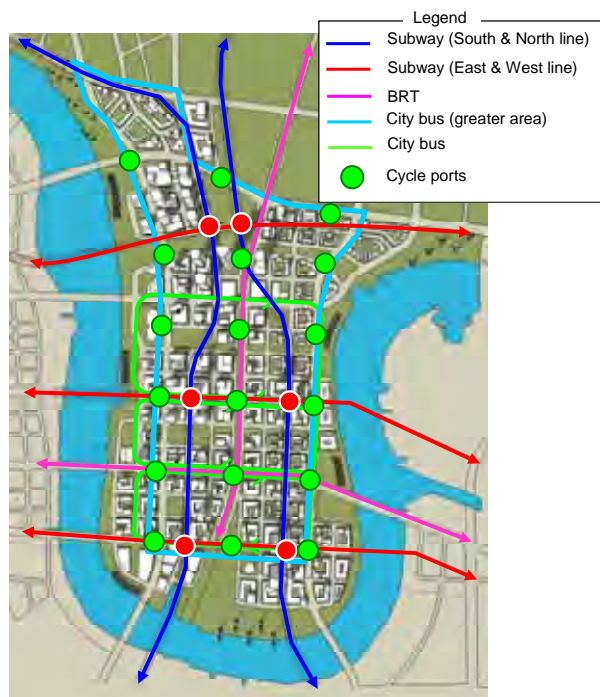 Legend
Subway (South & North line)
Subway (East & West line)
BRT
City bus (greater area)
City bus
Cycle ports